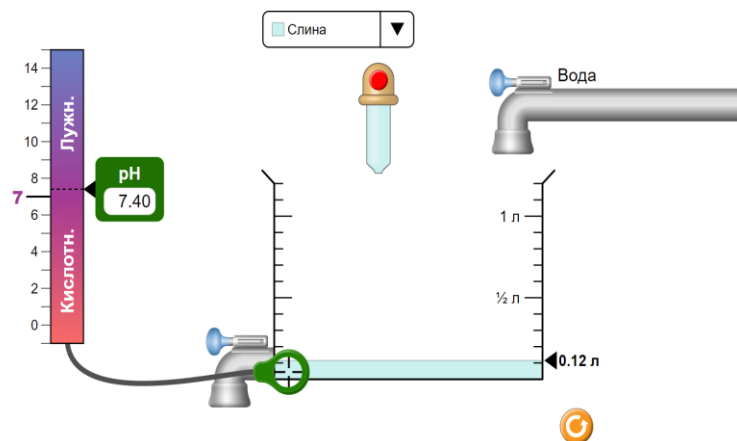 Слина
Вода
14
12
10
8
7
6
4
2
0
Лужн.
Кислотн.
pH
7.40
1 л
½ л
0.12 л